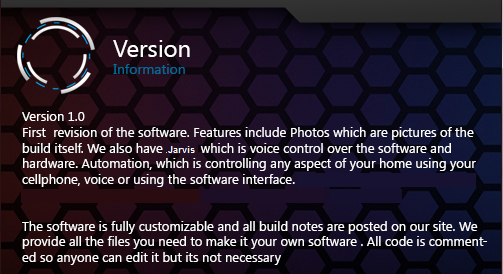 Version
Information
Version 1.0
First revision of the software. Features include Photos which are pictures of the
build itself. We also have .Jarvis which is voice control over the software and
hardware. Automation, which is controlling any aspect of your home using your
cellphone, voice or using the software interface.
The software is fully customizable and all build notes are posted on our site. We
provide all the files you need to make it your own software . All code is comment-
ed so anyone can edit it but its not necessary